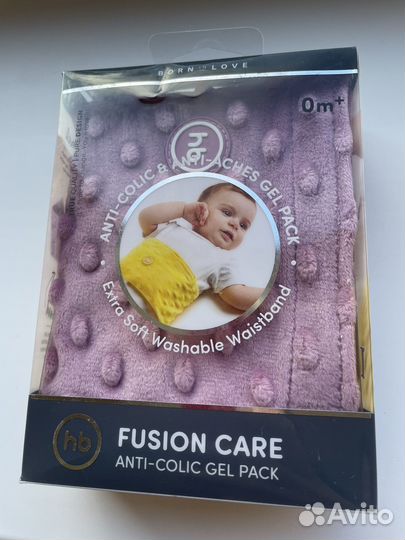 BORN IN LOVE
0m+
hb
ANTI-COLIC & ANTI-ACHES GEL PACK
Extra Soft Washable Waistband
hb
FUSION CARE
ANTI-COLIC GEL PACK
Avito